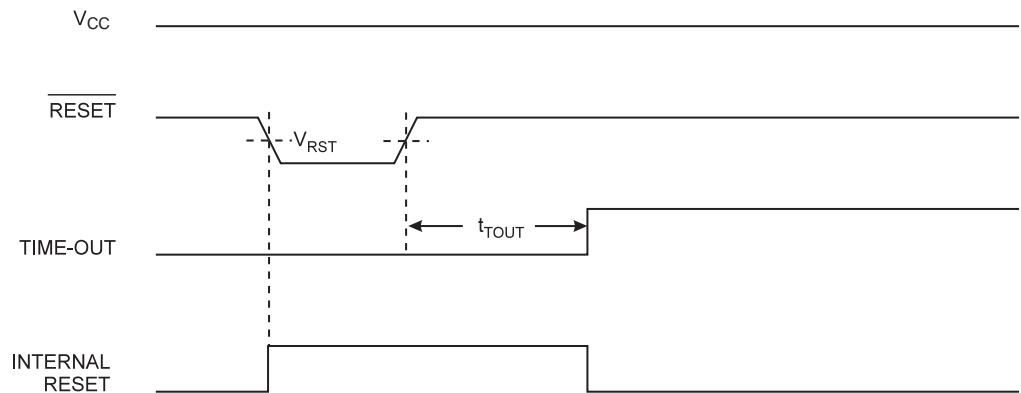 VCC
RESET
VRST
tTOUT
TIME-OUT
INTERNAL
RESET